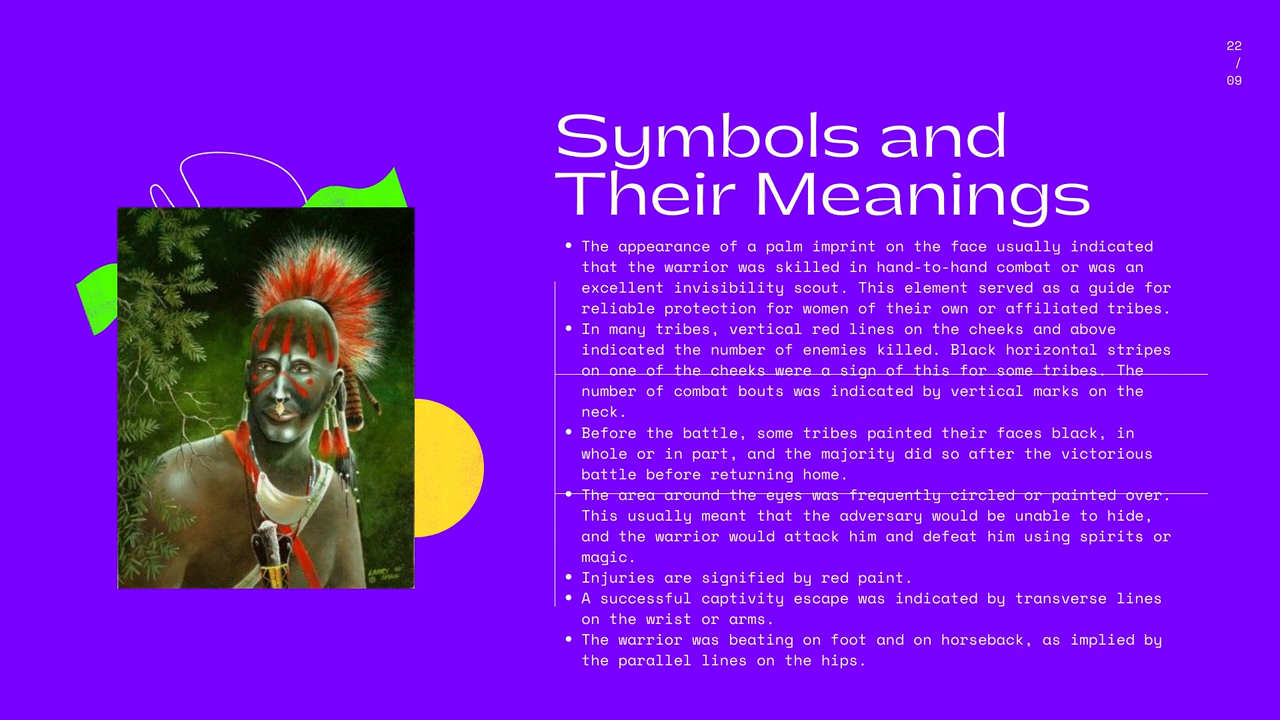 22
/
09
Symbols and
Their Meanings
• The appearance of a palm imprint on the face usually indicated
that the warrior was skilled in hand-to-hand combat or was an
excellent invisibility scout. This element served as a guide for
reliable protection for women of their own or affiliated tribes.
• In many tribes, vertical red lines on the cheeks and above
indicated the number of enemies killed. Black horizontal stripes
on one of the cheeks were a sign of this for some tribes. The
number of combat bouts was indicated by vertical marks on the
neck.
• Before the battle, some tribes painted their faces black, in
whole or in part, and the majority did so after the victorious
battle before returning home.
• The area around the eyes was frequently circled or painted over.
This usually meant that the adversary would be unable to hide,
and the warrior would attack him and defeat him using spirits or
magic.
• Injuries are signified by red paint.
• A successful captivity escape was indicated by transverse lines
on the wrist or arms.
• The warrior was beating on foot and on horseback, as implied by
the parallel lines on the hips.